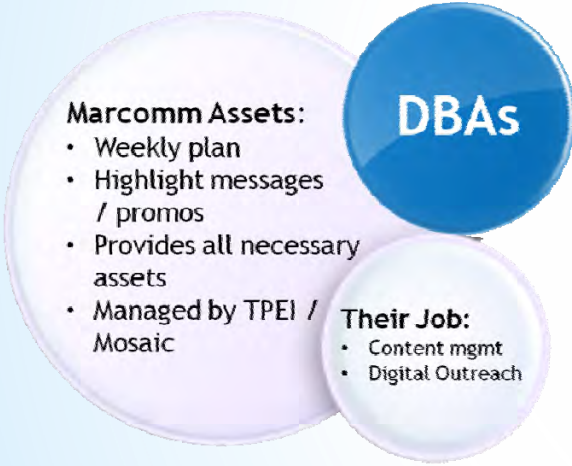 Marcomm Assets:
• Weekly plan
• Highlight messages
/ promos
• Provides all necessary
assets
• Managed by TPEI /
Mosaic
DBAs
Their Job:
• Content mgmt
• Digital Outreach